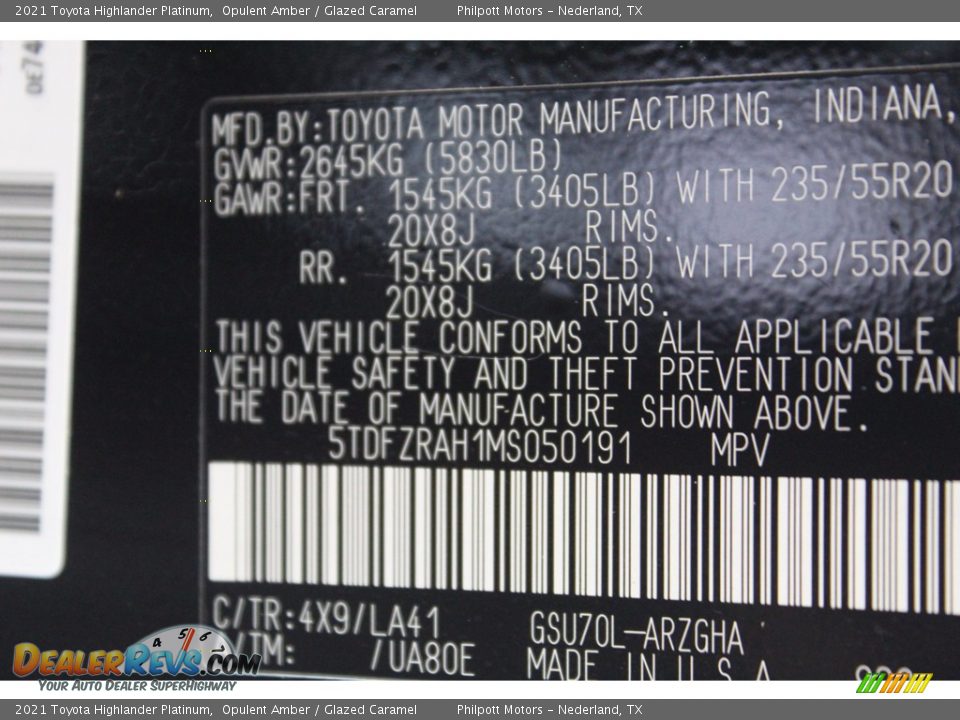 2021 Toyota Highlander Platinum, Opulent Amber / Glazed Caramel Philpott Motors – Nederland, TX
MFD.BY:TOYOTA MOTOR MANUFACTURING, INDIANA,
GVWR:2645KG (5830LB)
GAWR:FRT. 1545KG (3405LB) WITH 235/55R20
20X8J RIMS.
RR. 1545KG (3405LB) WITH 235/55R20
20X8J RIMS.
THIS VEHICLE CONFORMS TO ALL APPLICABLE
VEHICLE SAFETY AND THEFT PREVENTION STAN
THE DATE OF MANUFACTURE SHOWN ABOVE.
5TDFZRAH1MS050191 MPV
C/TR:4X9/LA41 GSU70L-ARZGHA
/TM: /UA80E MADE IN U.S.A.
4 5 6
DEALERREVS.COM
YOUR AUTO DEALER SUPERHIGHWAY
2021 Toyota Highlander Platinum, Opulent Amber / Glazed Caramel Philpott Motors – Nederland, TX